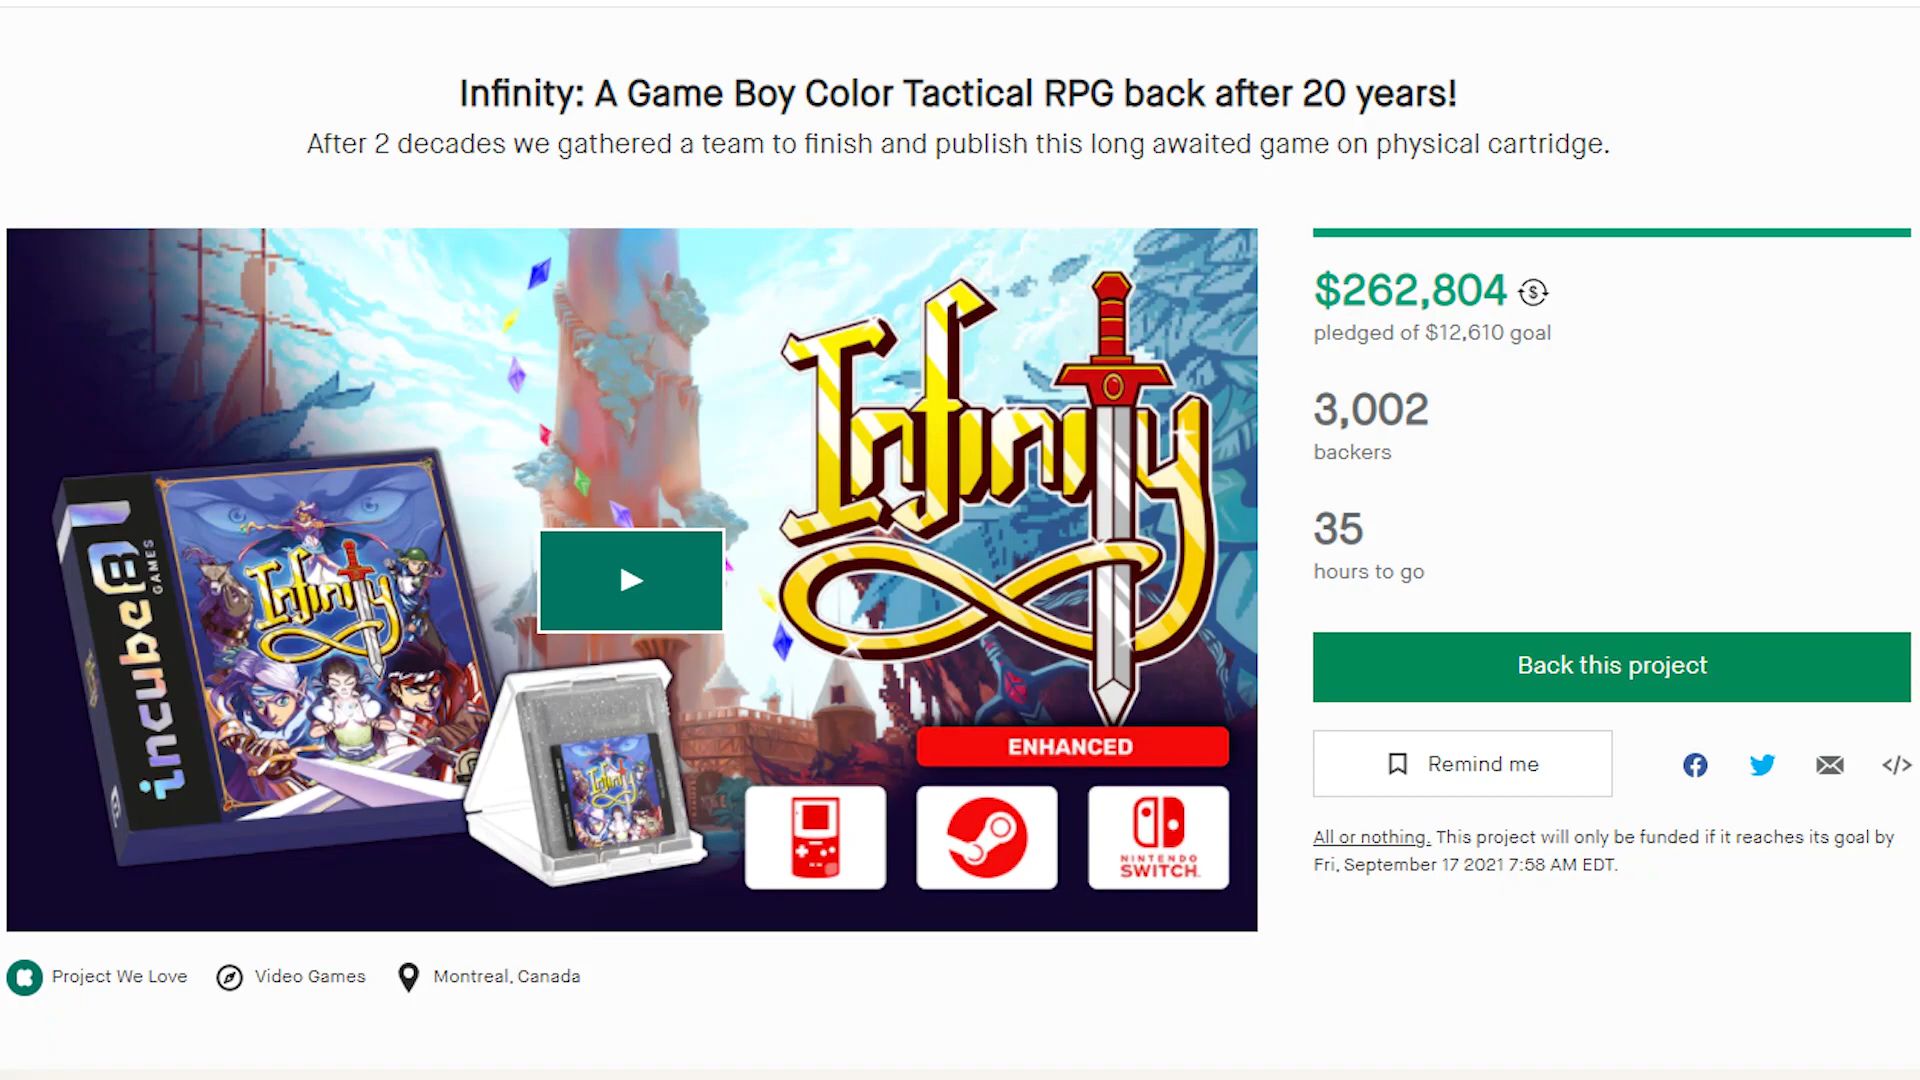 Infinity: A Game Boy Color Tactical RPG back after 20 years!
After 2 decades we gathered a team to finish and publish this long awaited game on physical cartridge.
Infinity
incube8
GAMES
Infinity
Infinity
ENHANCED
NINTENDO
SWITCH
$262,804
pledged of $12,610 goal
3,002
backers
35
hours to go
Back this project
Remind me
All or nothing. This project will only be funded if it reaches its goal by
Fri, September 17 2021 7:58 AM EDT.
Project We Love
Video Games
Montreal, Canada